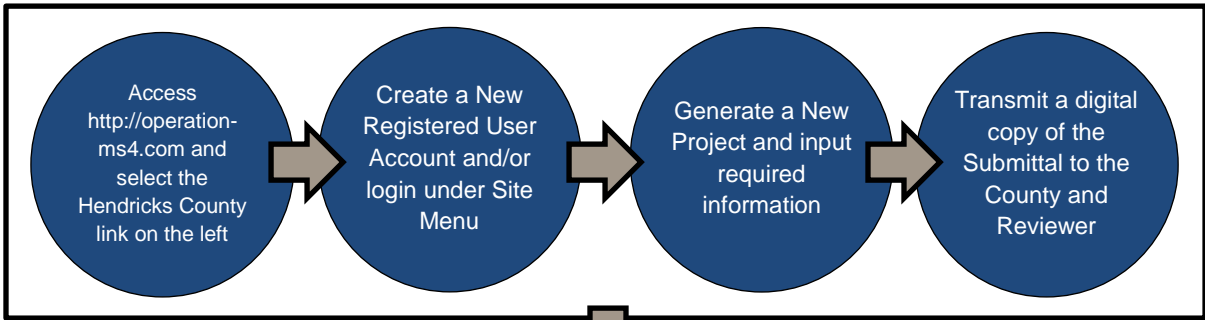 Access
http://operation-
ms4.com and
select the
Hendricks County
link on the left
Create a New
Registered User
Account and/or
login under Site
Menu
Generate a New
Project and input
required
information
Transmit a digital
copy of the
Submittal to the
County and
Reviewer